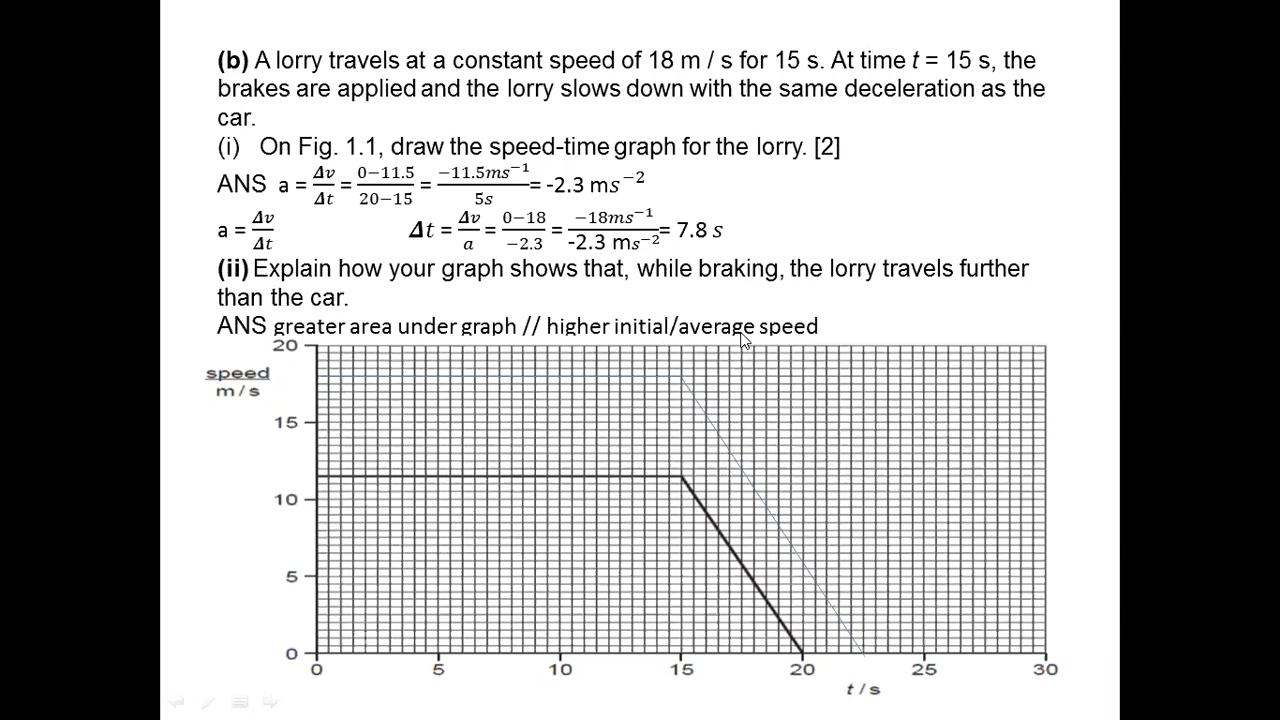 (b) A lorry travels at a constant speed of 18 m / s for 15 s. At time t = 15 s, the
brakes are applied and the lorry slows down with the same deceleration as the
car.
(i) On Fig. 1.1, draw the speed-time graph for the lorry. [2]
ANS a = Δv/Δt = 0−11.5/20−15 = −11.5ms⁻¹/5s = -2.3 ms⁻²
a = Δv/Δt Δt = Δv/a = 0−18/−2.3 = −18ms⁻¹/-2.3 ms⁻² = 7.8 s
(ii) Explain how your graph shows that, while braking, the lorry travels further
than the car.
ANS greater area under graph // higher initial/average speed
20
speed
m / s
15
10
5
0
0 5 10 15 20 25 30
t / s